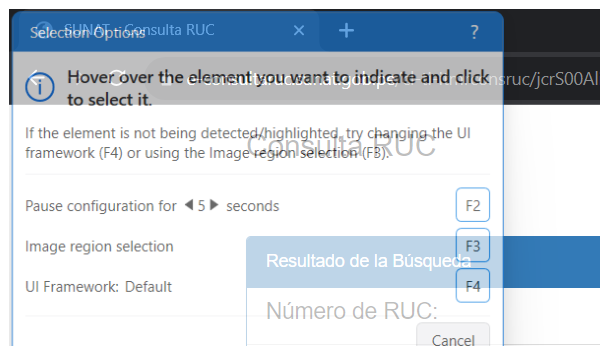 Selection Options
SUNAT - Consulta RUC
?
Hover over the element you want to indicate and click
to select it.
If the element is not being detected/highlighted, try changing the UI
framework (F4) or using the Image region selection (F3).
Consulta RUC
Pause configuration for 5 seconds
F2
Image region selection
F3
Resultado de la Búsqueda
UI Framework: Default
F4
Número de RUC:
Cancel